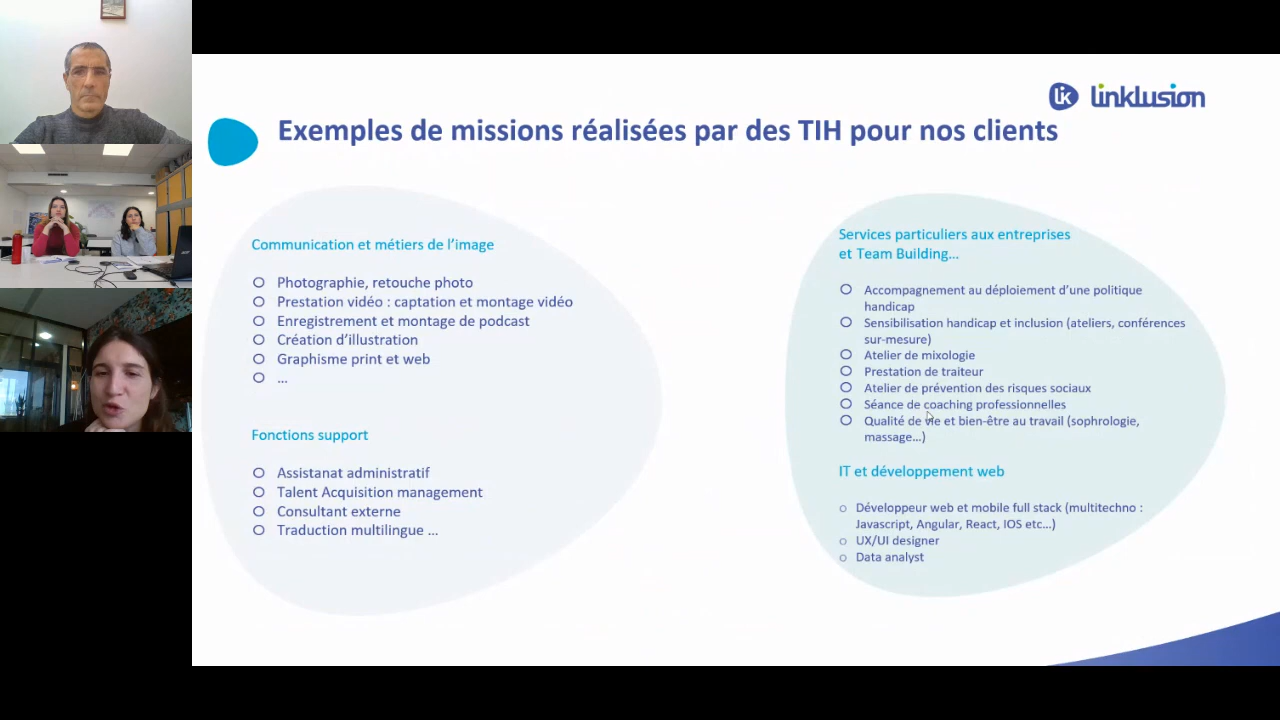 LK linklusion
Exemples de missions réalisées par des TIH pour nos clients
Communication et métiers de l'image
Photographie, retouche photo
Prestation vidéo : captation et montage vidéo
Enregistrement et montage de podcast
Création d'illustration
Graphisme print et web
...
Fonctions support
Assistanat administratif
Talent Acquisition management
Consultant externe
Traduction multilingue ...
Services particuliers aux entreprises
et Team Building...
Accompagnement au déploiement d'une politique
handicap
Sensibilisation handicap et inclusion (ateliers, conférences
sur-mesure)
Atelier de mixologie
Prestation de traiteur
Atelier de prévention des risques sociaux
Séance de coaching professionnelles
Qualité de vie et bien-être au travail (sophrologie,
massage...)
IT et développement web
Développeur web et mobile full stack (multitechno :
Javascript, Angular, React, IOS etc...)
UX/UI designer
Data analyst